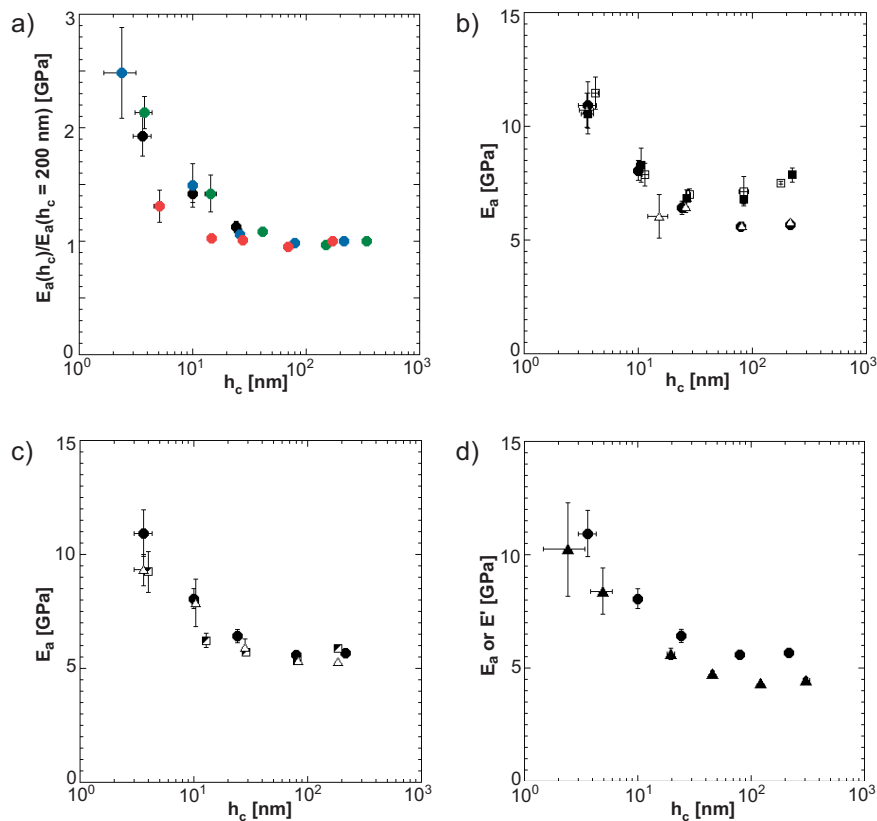 a)
3
2
1
0
E_a(h_c)/E_a(h_c = 200 nm) [GPa]
10^0 10^1 10^2 10^3
h_c [nm]
b)
15
10
5
0
E_a [GPa]
10^0 10^1 10^2 10^3
h_c [nm]
c)
15
10
5
0
E_a [GPa]
10^0 10^1 10^2 10^3
h_c [nm]
d)
15
10
5
0
E_a or E' [GPa]
10^0 10^1 10^2 10^3
h_c [nm]